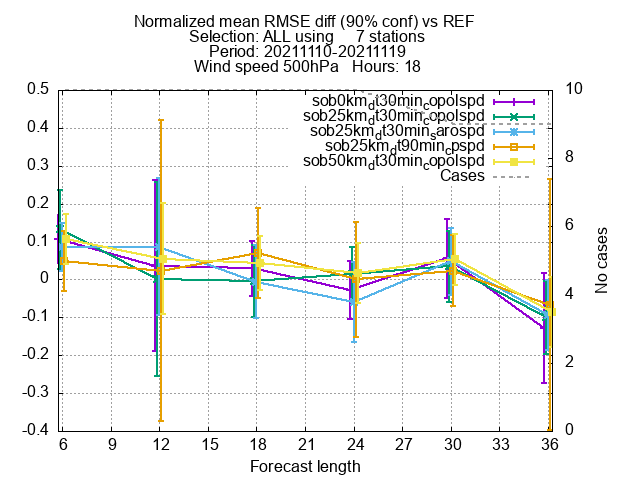 Normalized mean RMSE diff (90% conf) vs REF
Selection: ALL using 7 stations
Period: 20211110-20211119
Wind speed 500hPa Hours: 18
sob0km_dt30min_copolspd
sob25km_dt30min_copolspd
sob25km_dt30min_sarospd
sob25km_dt90min_cpspd
sob50km_dt30min_copolspd
Cases
0.5
0.4
0.3
0.2
0.1
0
-0.1
-0.2
-0.3
-0.4
10
8
6
4
2
0
No cases
6 9 12 15 18 21 24 27 30 33 36
Forecast length